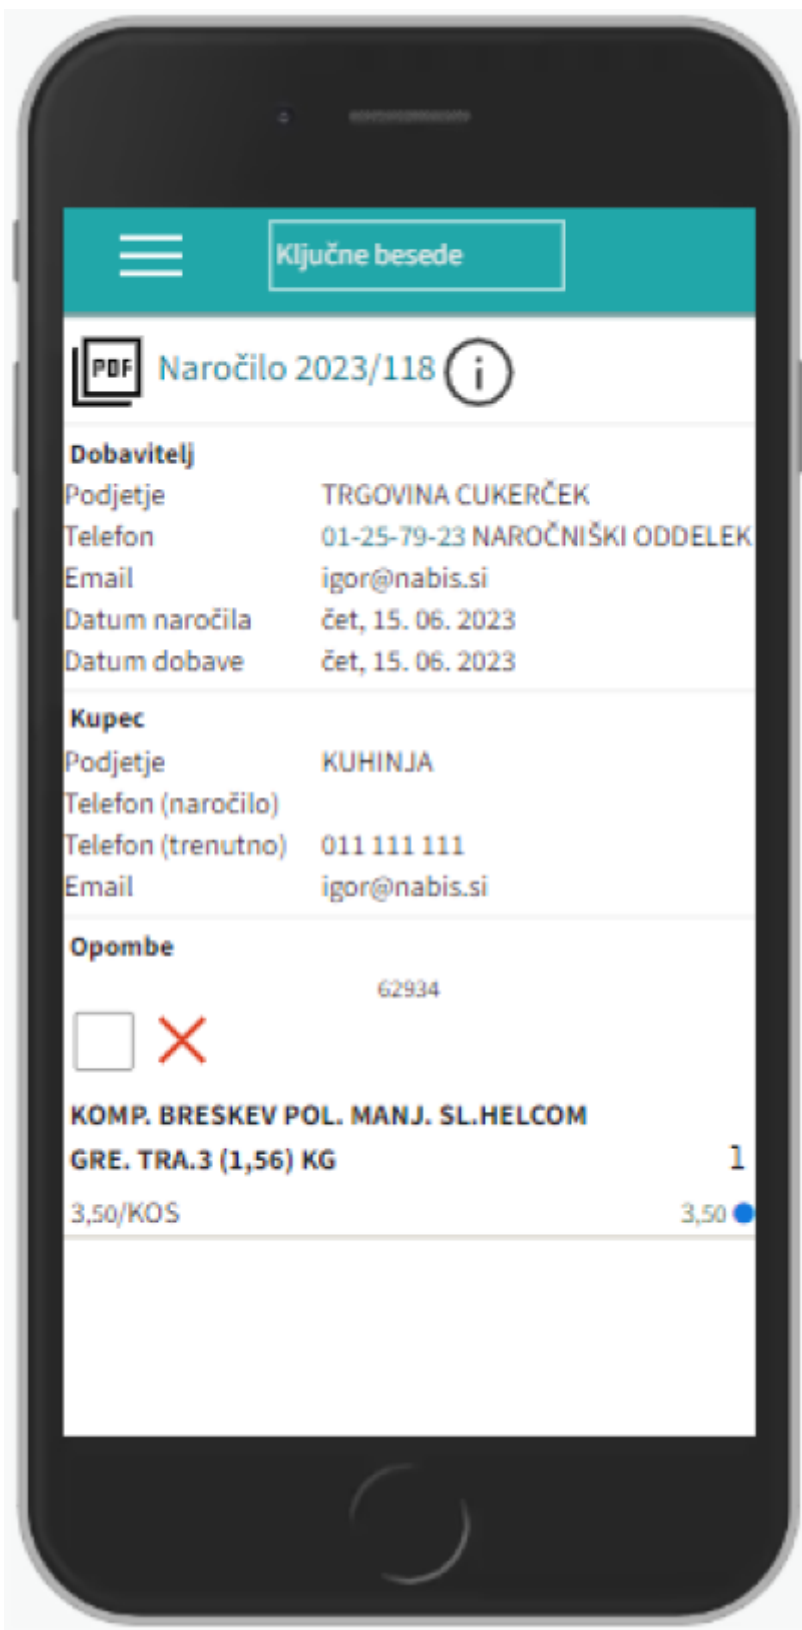 Ključne besede
PDF Naročilo 2023/118 i
Dobavitelj
Podjetje TRGOVINA CUKERČEK
Telefon 01-25-79-23 NAROČNIŠKI ODDELEK
Email igor@nabis.si
Datum naročila čet, 15. 06. 2023
Datum dobave čet, 15. 06. 2023
Kupec
Podjetje KUHINJA
Telefon (naročilo)
Telefon (trenutno) 011 111 111
Email igor@nabis.si
Opombe
62934
KOMP. BRESKEV POL. MANJ. SL.HELCOM
GRE. TRA.3 (1,56) KG 1
3,50/KOS 3,50